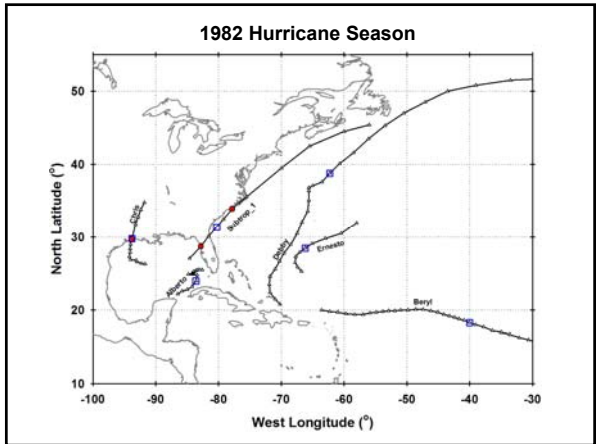 1982 Hurricane Season
50
40
30
20
10
North Latitude (°)
Chris
Subtrop_1
Debby
Ernesto
Alberto
Beryl
-100 -90 -80 -70 -60 -50 -40 -30
West Longitude (°)